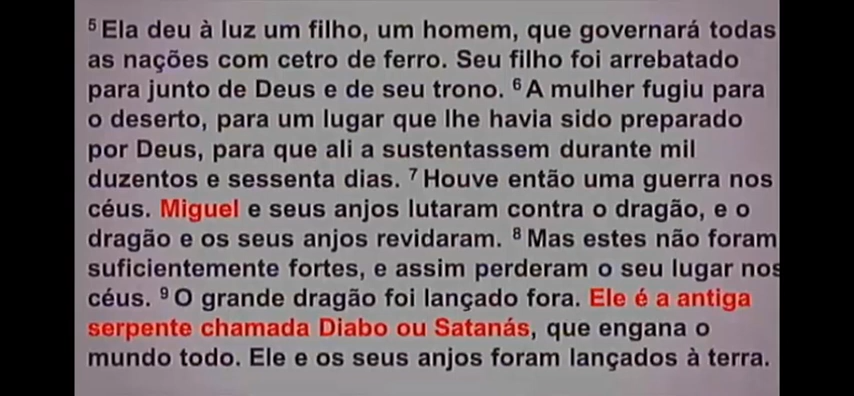 ⁵ Ela deu à luz um filho, um homem, que governará todas
as nações com cetro de ferro. Seu filho foi arrebatado
para junto de Deus e de seu trono. ⁶ A mulher fugiu para
o deserto, para um lugar que lhe havia sido preparado
por Deus, para que ali a sustentassem durante mil
duzentos e sessenta dias. ⁷ Houve então uma guerra nos
céus. Miguel e seus anjos lutaram contra o dragão, e o
dragão e os seus anjos revidaram. ⁸ Mas estes não foram
suficientemente fortes, e assim perderam o seu lugar nos
céus. ⁹ O grande dragão foi lançado fora. Ele é a antiga
serpente chamada Diabo ou Satanás, que engana o
mundo todo. Ele e os seus anjos foram lançados à terra.